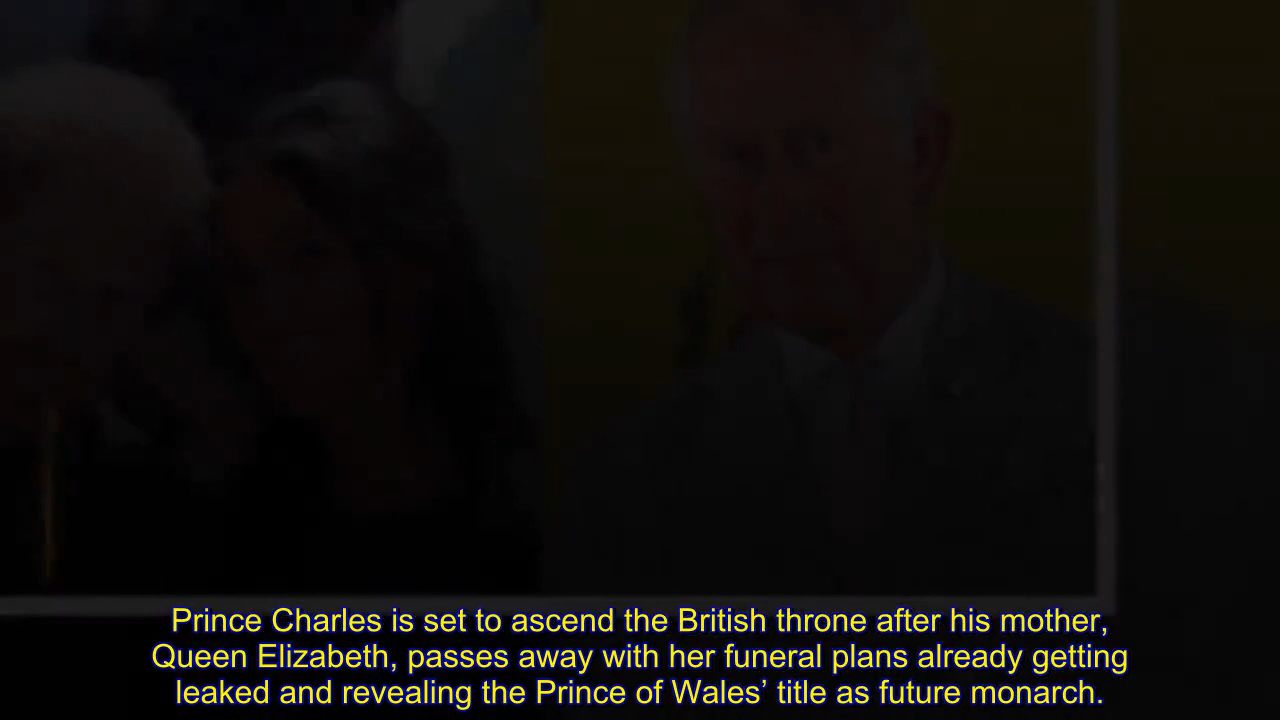 Prince Charles is set to ascend the British throne after his mother,
Queen Elizabeth, passes away with her funeral plans already getting
leaked and revealing the Prince of Wales’ title as future monarch.